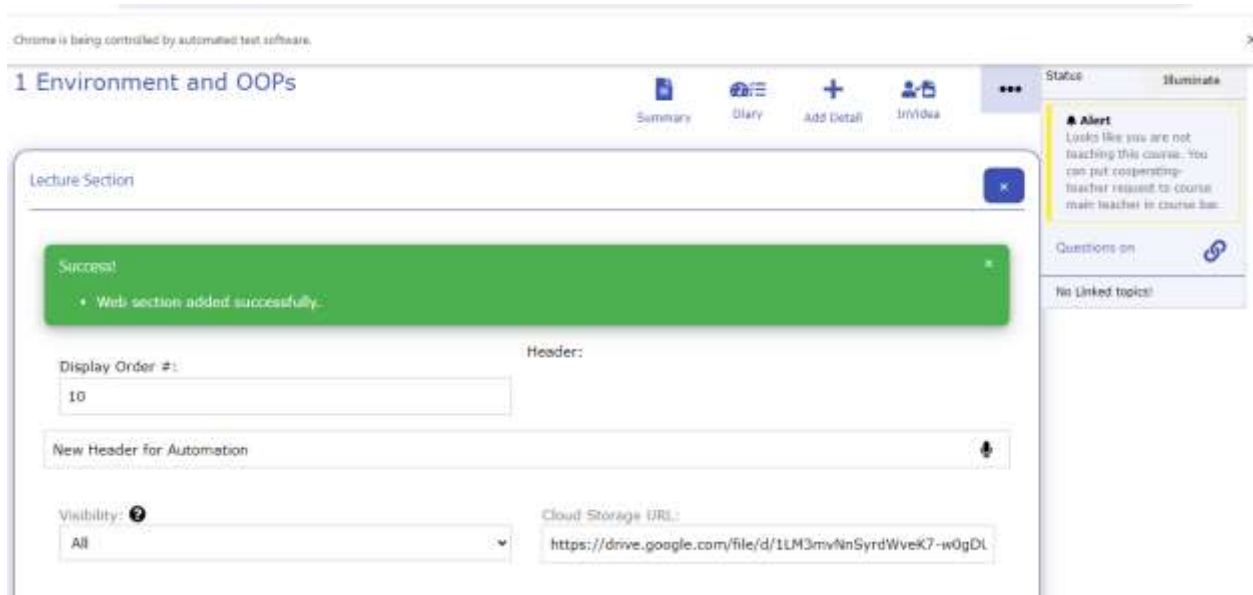 Chrome is being controlled by automated test software.
1 Environment and OOPs
Summary
Diary
Add Detail
InVidea
Status
Illuminate
Alert
Looks like you are not
teaching this course. You
can put cooperating-
teacher request to course
main teacher in course bar.
Questions on
No Linked topics!
Lecture Section
Success!
• Web section added successfully.
Display Order #:
Header:
10
New Header for Automation
Visibility:
All
Cloud Storage URL:
https://drive.google.com/file/d/1LM3mvNnSyrdWveK7-w0gDL